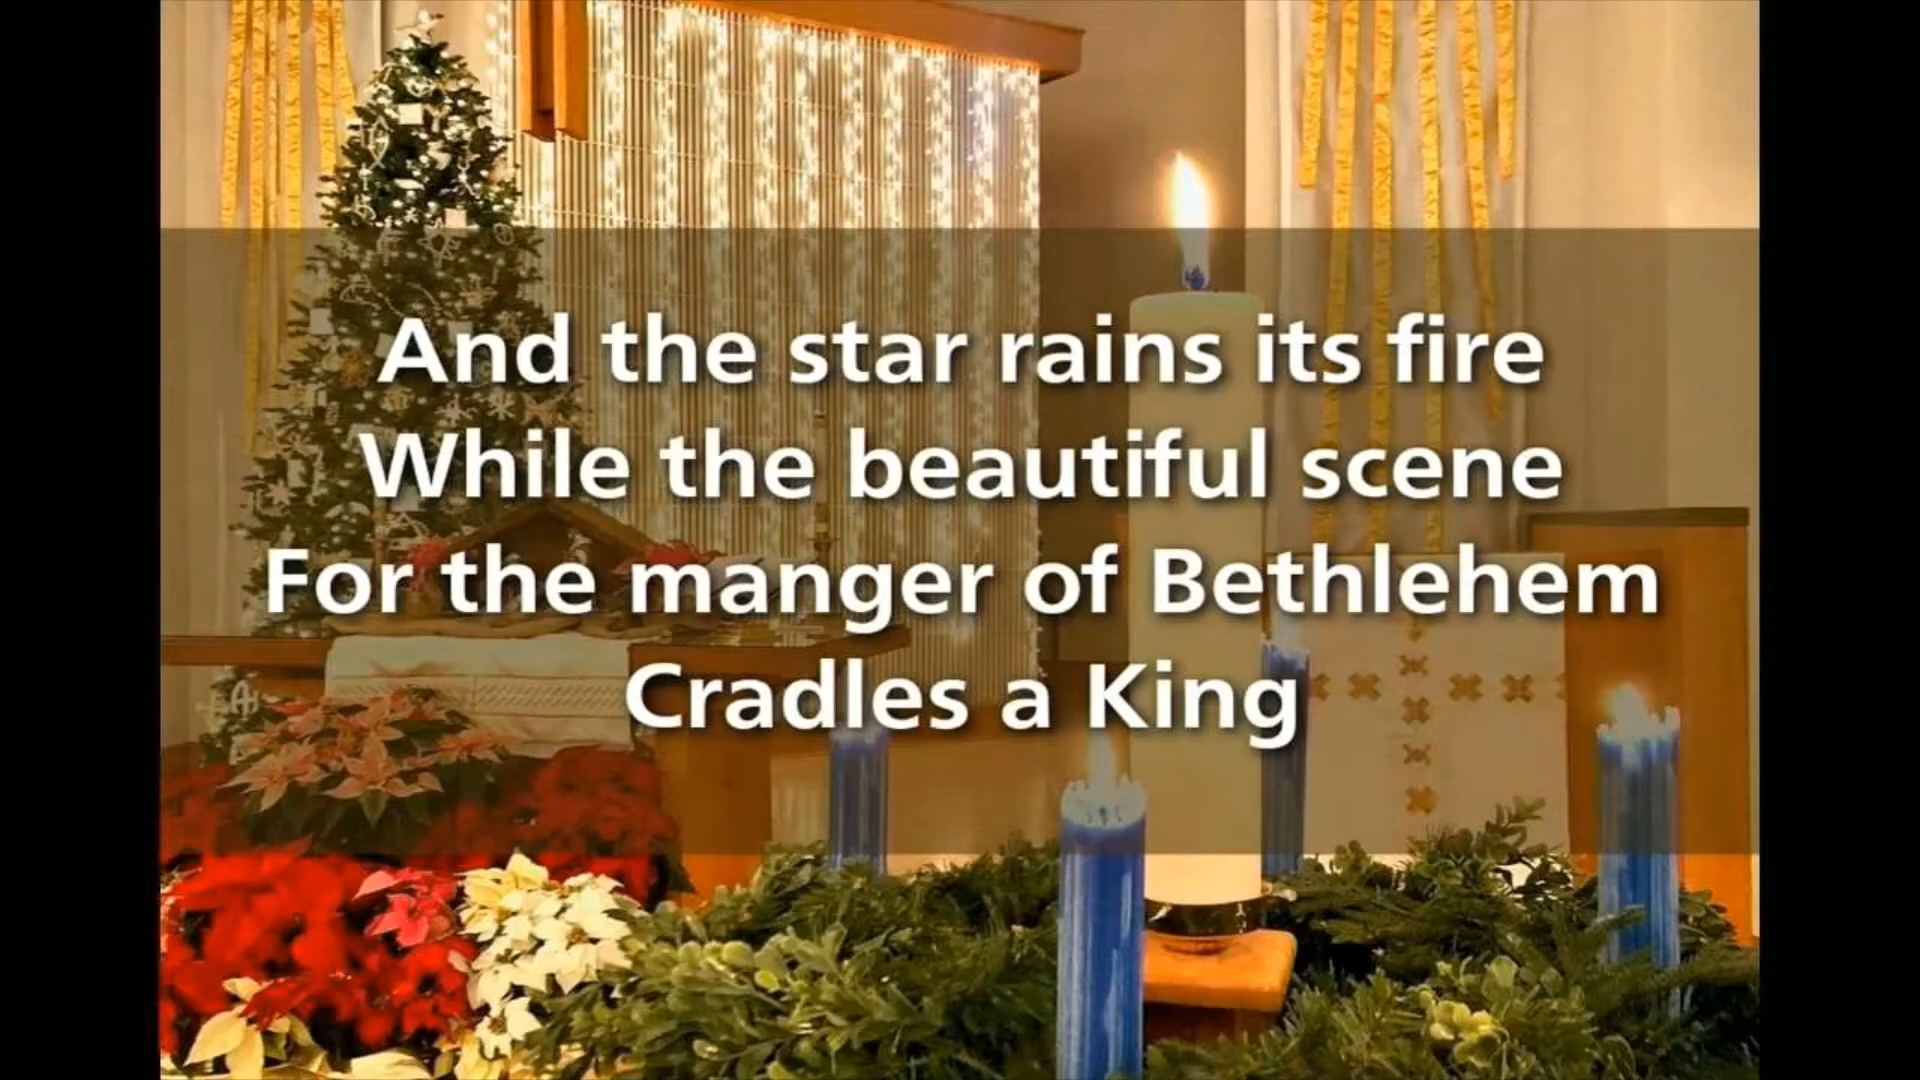 And the star rains its fire
While the beautiful scene
For the manger of Bethlehem
Cradles a King